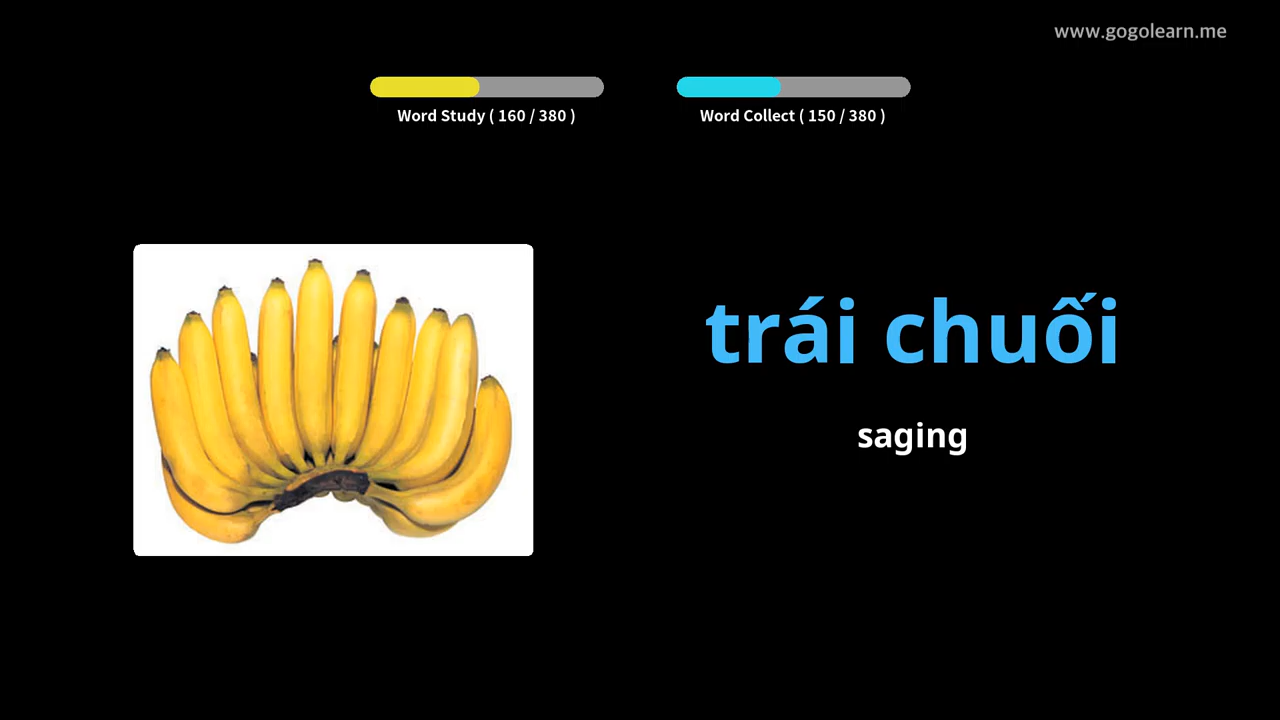 www.gogolearn.me
Word Study ( 160 / 380 )
Word Collect ( 150 / 380 )
trái chuối
saging